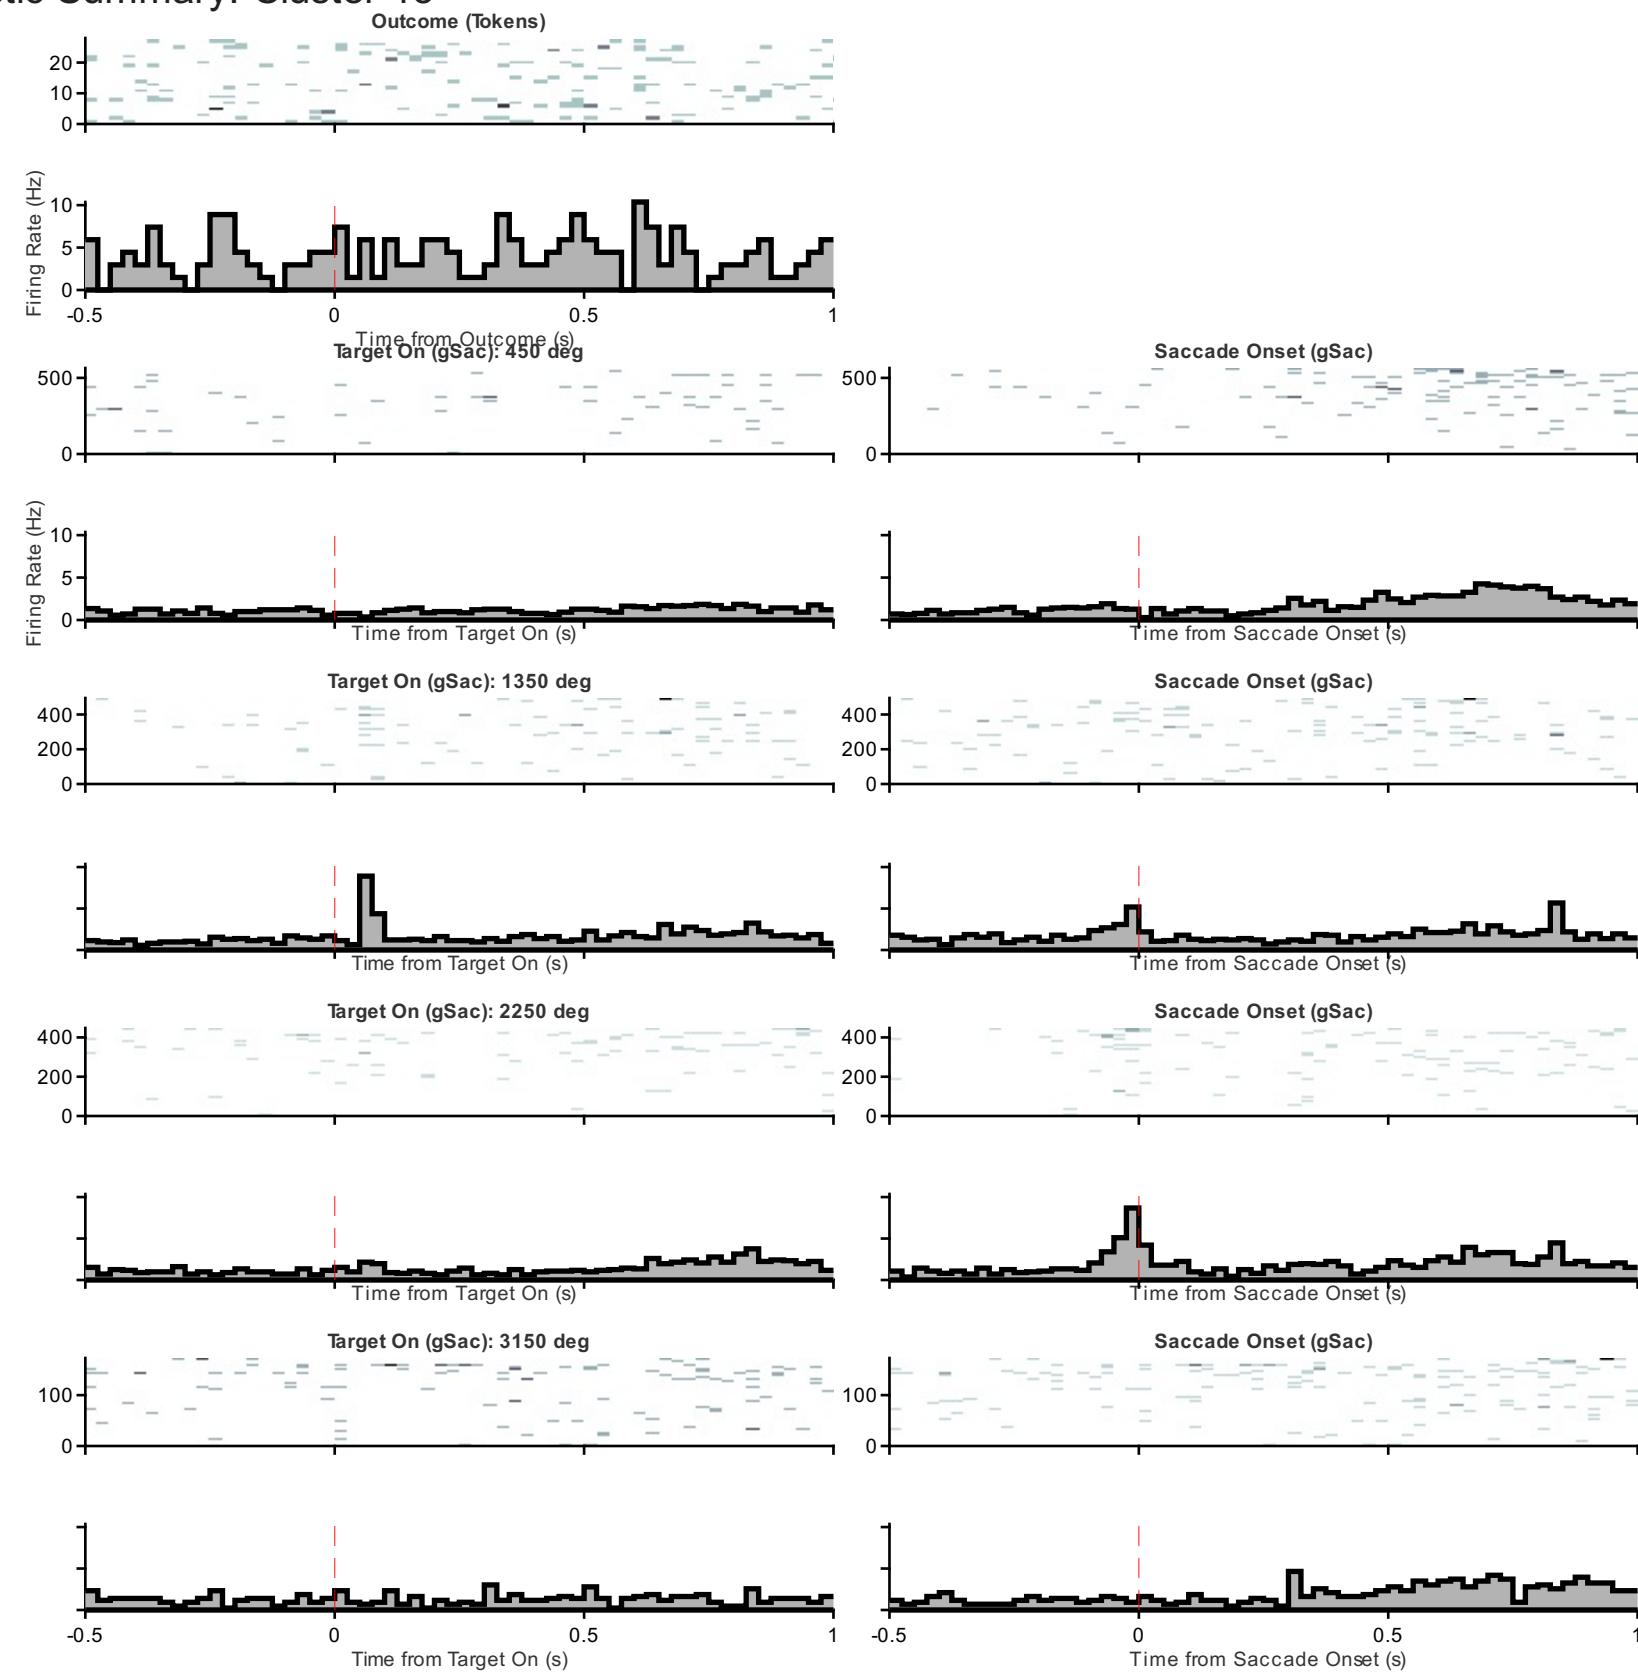 Outcome (Tokens)
20
10
0
Firing Rate (Hz)
10
5
0
-0.5 0 0.5 1
Time from Outcome (s)
Target On (gSac): 450 deg
Saccade Onset (gSac)
500
0
500
0
Firing Rate (Hz)
10
5
0
Time from Target On (s)
Time from Saccade Onset (s)
Target On (gSac): 1350 deg
Saccade Onset (gSac)
400
200
0
400
200
0
Time from Target On (s)
Time from Saccade Onset (s)
Target On (gSac): 2250 deg
Saccade Onset (gSac)
400
200
0
400
200
0
Time from Target On (s)
Time from Saccade Onset (s)
Target On (gSac): 3150 deg
Saccade Onset (gSac)
100
0
100
0
-0.5 0 0.5 1
-0.5 0 0.5 1
Time from Target On (s)
Time from Saccade Onset (s)